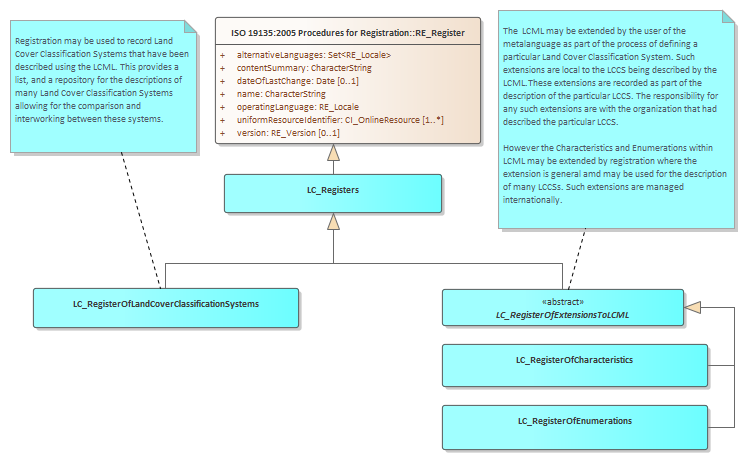 Registration may be used to record Land
Cover Classification Systems that have been
described using the LCML. This provides a
list, and a repository for the descriptions of
many Land Cover Classification Systems
allowing for the comparison and
interworking between these systems.
ISO 19135:2005 Procedures for Registration::RE_Register
+ alternativeLanguages: Set<RE_Locale>
+ contentSummary: CharacterString
+ dateOfLastChange: Date [0..1]
+ name: CharacterString
+ operatingLanguage: RE_Locale
+ uniformResourceIdentifier: CI_OnlineResource [1..*]
+ version: RE_Version [0..1]
The LCML may be extended by the user of the
metalanguage as part of the process of defining a
particular Land Cover Classification System. Such
extensions are local to the LCCS being described by the
LCML.These extensions are recorded as part of the
description of the particular LCCS. The responsibility for
any such extensions are with the organization that had
described the particular LCCS.
However the Characteristics and Enumerations within
LCML may be extended by registration where the
extension is general amd may be used for the description
of many LCCSs. Such extensions are managed
internationally.
LC_Registers
LC_RegisterOfLandCoverClassificationSystems
«abstract»
LC_RegisterOfExtensionsToLCML
LC_RegisterOfCharacteristics
LC_RegisterOfEnumerations